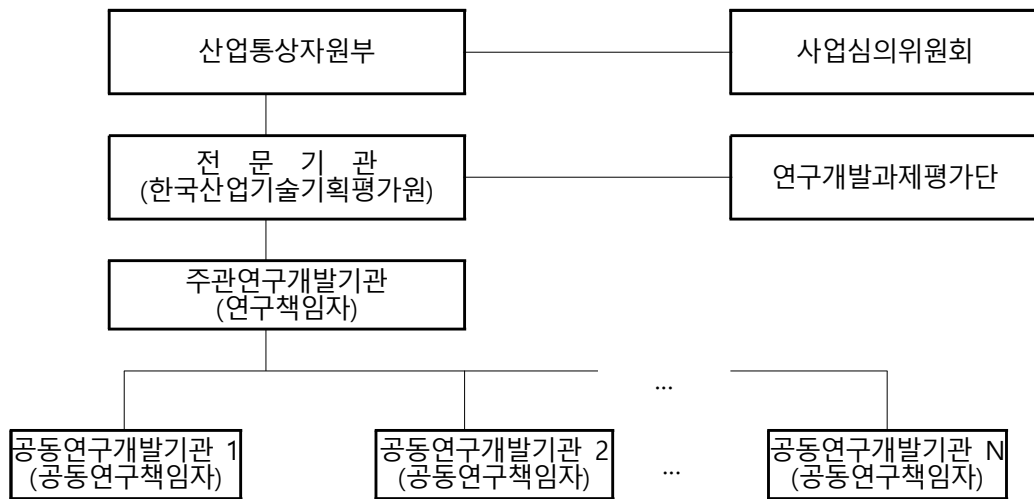 산업통상자원부
사업심의위원회
전 문 기 관
(한국산업기술기획평가원)
연구개발과제평가단
주관연구개발기관
(연구책임자)
...
공동연구개발기관 1
(공동연구책임자)
공동연구개발기관 2
(공동연구책임자)
...
공동연구개발기관 N
(공동연구책임자)